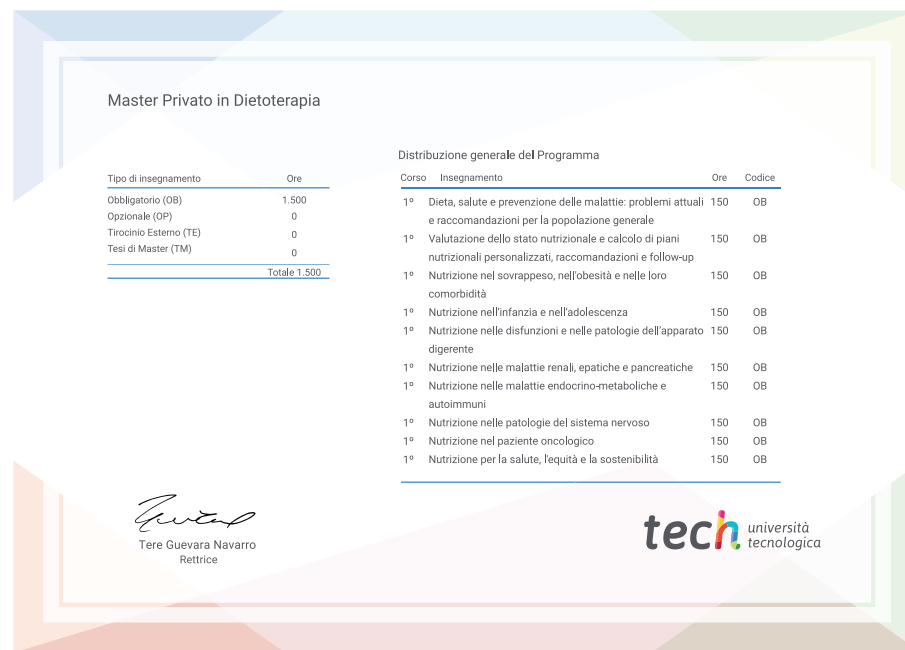 Master Privato in Dietoterapia
Tipo di insegnamento Ore
Obbligatorio (OB) 1.500
Opzionale (OP) 0
Tirocinio Esterno (TE) 0
Tesi di Master (TM) 0
Totale 1.500
Distribuzione generale del Programma
Corso Insegnamento Ore Codice
1º Dieta, salute e prevenzione delle malattie: problemi attuali 150 OB
e raccomandazioni per la popolazione generale
1º Valutazione dello stato nutrizionale e calcolo di piani 150 OB
nutrizionali personalizzati, raccomandazioni e follow-up
1º Nutrizione nel sovrappeso, nell'obesità e nelle loro 150 OB
comorbidità
1º Nutrizione nell'infanzia e nell'adolescenza 150 OB
1º Nutrizione nelle disfunzioni e nelle patologie dell'apparato 150 OB
digerente
1º Nutrizione nelle malattie renali, epatiche e pancreatiche 150 OB
1º Nutrizione nelle malattie endocrino-metaboliche e 150 OB
autoimmuni
1º Nutrizione nelle patologie del sistema nervoso 150 OB
1º Nutrizione nel paziente oncologico 150 OB
1º Nutrizione per la salute, l'equità e la sostenibilità 150 OB
Tere Guevara Navarro
Rettrice
tech università
tecnologica